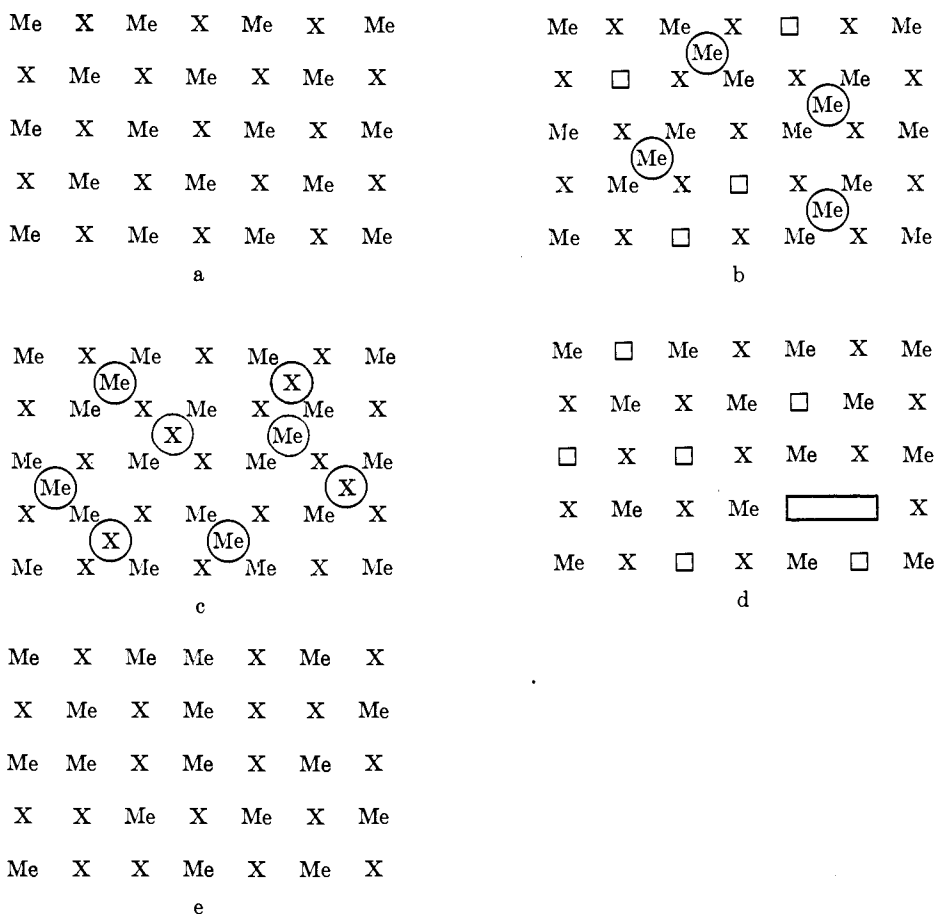 Me X Me X Me X Me
X Me X Me X Me X
Me X Me X Me X Me
X Me X Me X Me X
Me X Me X Me X Me
a
Me X Me X □ X Me
Me
X □ X Me X Me X
Me
Me X Me X Me X Me
Me
X Me X □ X Me X
Me
Me X □ X Me X Me
b
Me X Me X Me X Me
Me X
X Me X Me X Me X
X Me
Me X Me X Me X Me
Me X
X Me X Me X Me X
X Me
Me X Me X Me X Me
c
Me □ Me X Me X Me
X Me X Me □ Me X
□ X □ X Me X Me
X Me X Me X
Me X □ X Me □ Me
d
Me X Me Me X Me X
X Me X Me X X Me
Me Me X Me X Me X
X X Me X Me X Me
Me X X Me X Me X
e